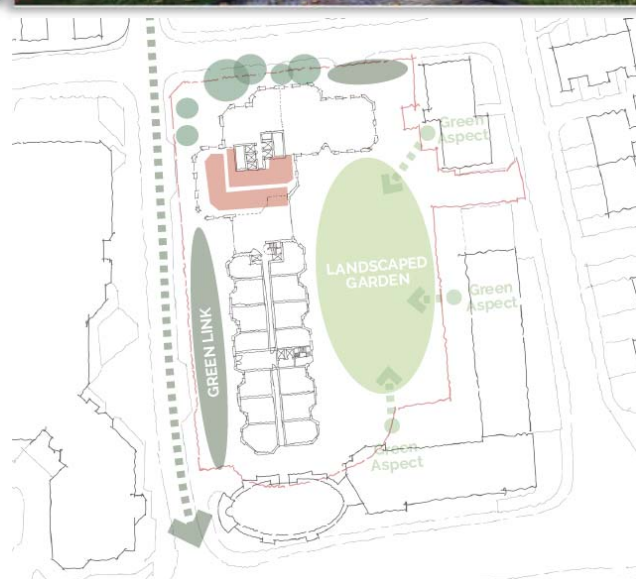 Green
Aspect
LANDSCAPED
GARDEN
Green
Aspect
GREEN LINK
Green
Aspect